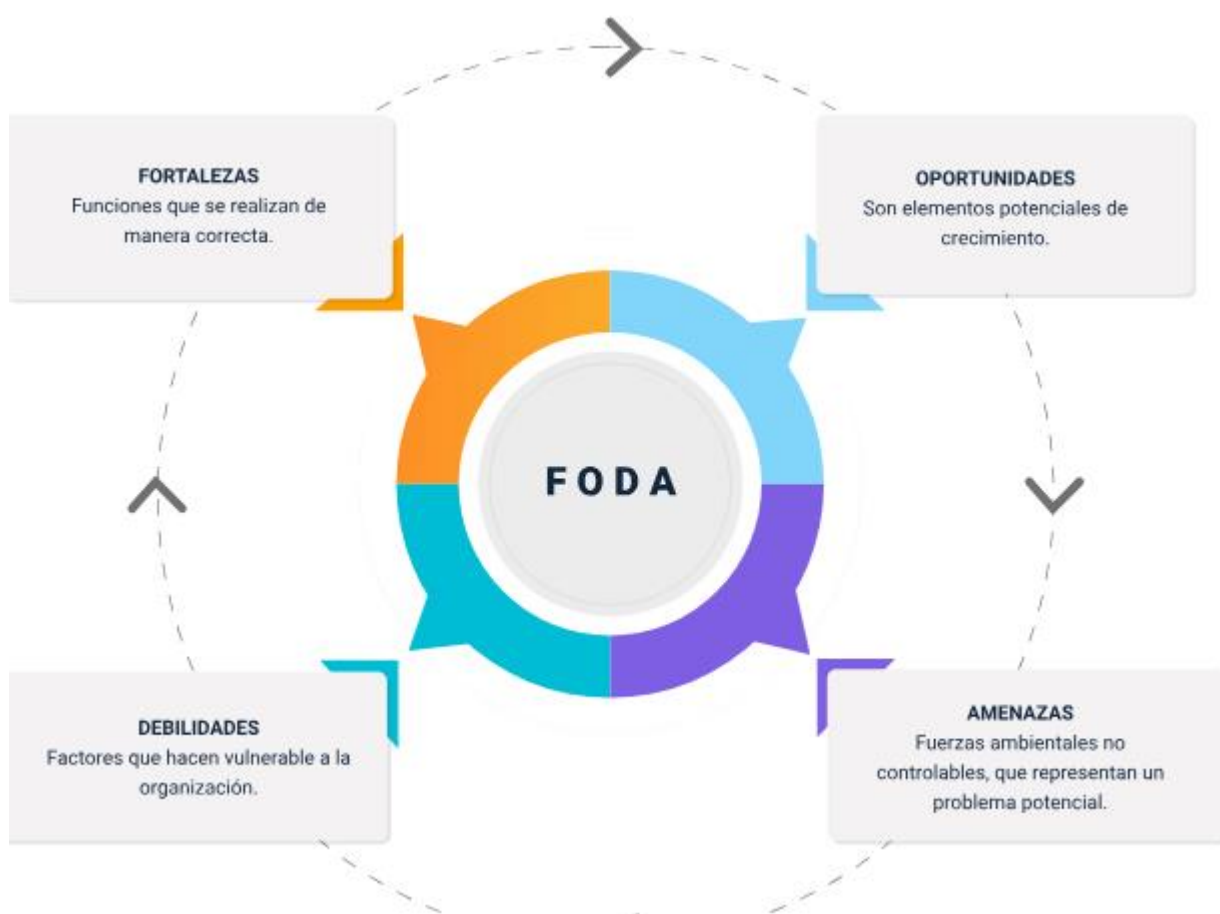 FORTALEZAS
Funciones que se realizan de
manera correcta.
OPORTUNIDADES
Son elementos potenciales de
crecimiento.
FODA
DEBILIDADES
Factores que hacen vulnerable a la
organización.
AMENAZAS
Fuerzas ambientales no
controlables, que representan un
problema potencial.